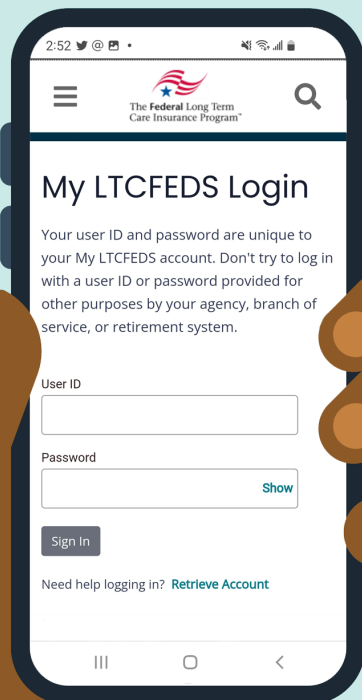 2:52
The Federal Long Term
Care Insurance Program™
My LTCFEDS Login
Your user ID and password are unique to
your My LTCFEDS account. Don't try to log in
with a user ID or password provided for
other purposes by your agency, branch of
service, or retirement system.
User ID
Password
Show
Sign In
Need help logging in? Retrieve Account